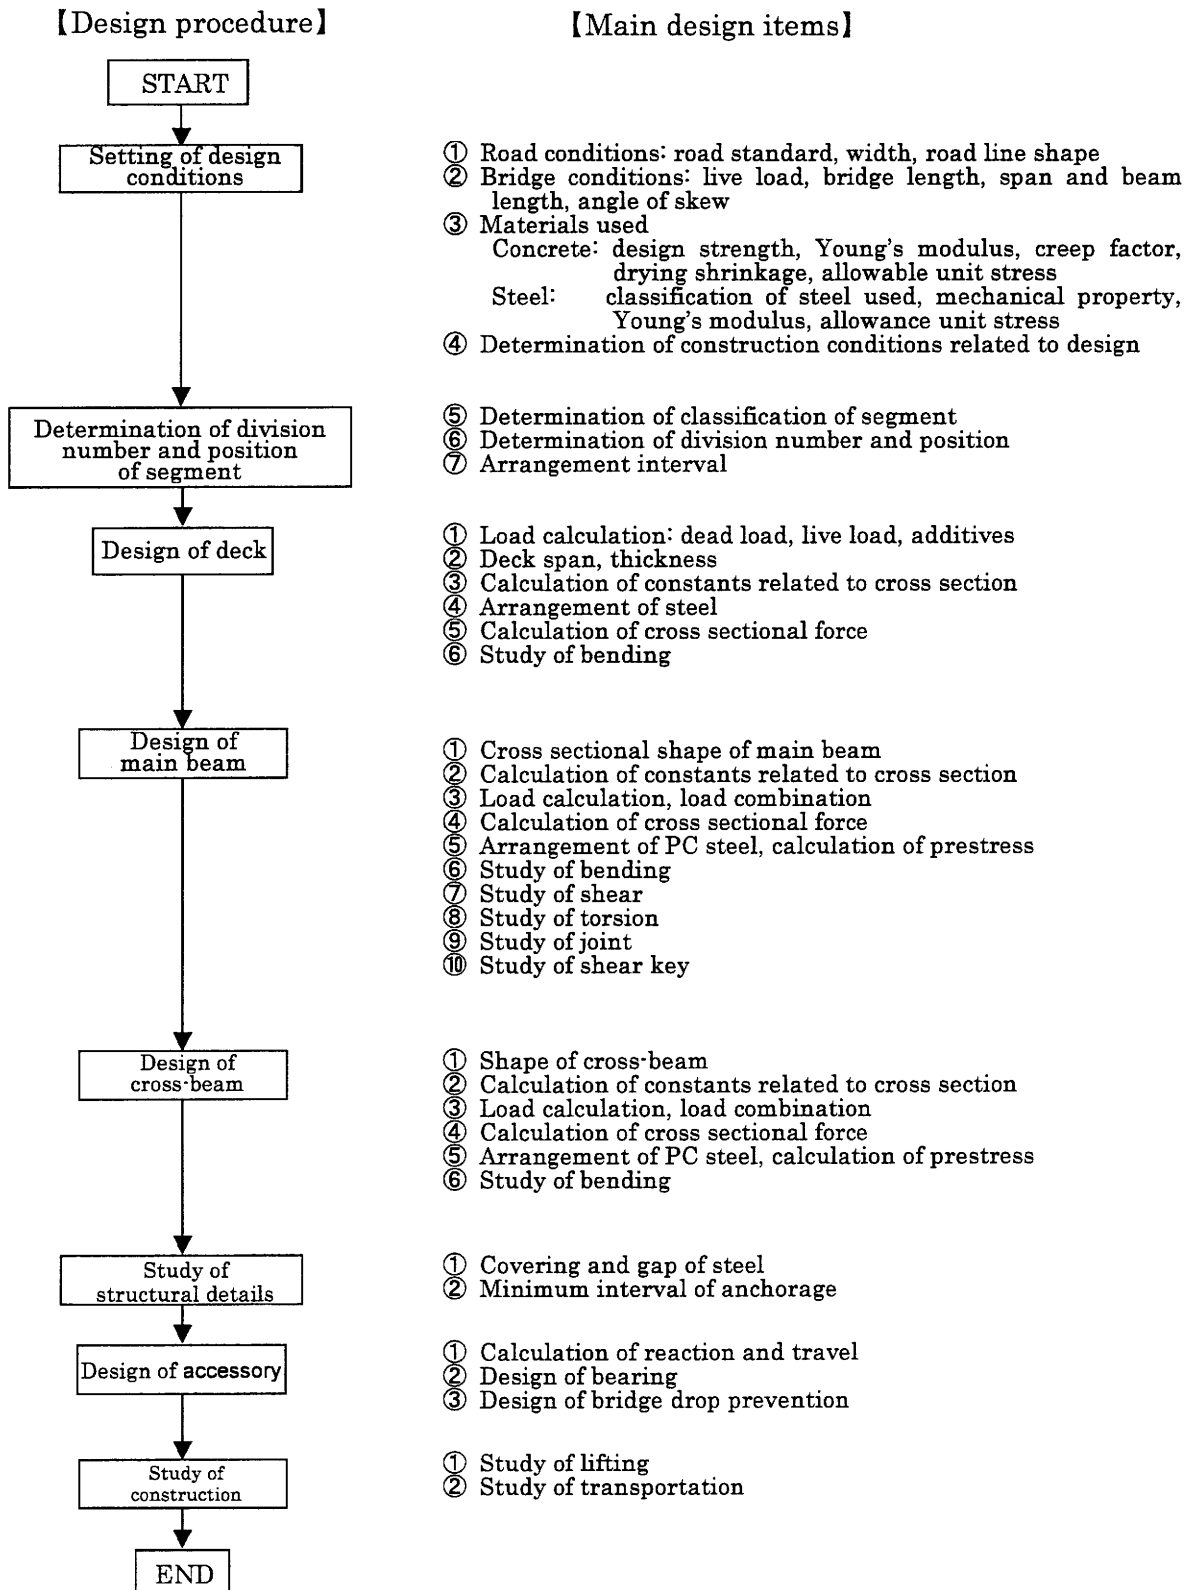 【Design procedure】
【Main design items】
START
Setting of design
conditions
① Road conditions: road standard, width, road line shape
② Bridge conditions: live load, bridge length, span and beam
length, angle of skew
③ Materials used
Concrete: design strength, Young's modulus, creep factor,
drying shrinkage, allowable unit stress
Steel: classification of steel used, mechanical property,
Young's modulus, allowance unit stress
④ Determination of construction conditions related to design
Determination of division
number and position
of segment
⑤ Determination of classification of segment
⑥ Determination of division number and position
⑦ Arrangement interval
Design of deck
① Load calculation: dead load, live load, additives
② Deck span, thickness
③ Calculation of constants related to cross section
④ Arrangement of steel
⑤ Calculation of cross sectional force
⑥ Study of bending
Design of
main beam
① Cross sectional shape of main beam
② Calculation of constants related to cross section
③ Load calculation, load combination
④ Calculation of cross sectional force
⑤ Arrangement of PC steel, calculation of prestress
⑥ Study of bending
⑦ Study of shear
⑧ Study of torsion
⑨ Study of joint
⑩ Study of shear key
Design of
cross-beam
① Shape of cross-beam
② Calculation of constants related to cross section
③ Load calculation, load combination
④ Calculation of cross sectional force
⑤ Arrangement of PC steel, calculation of prestress
⑥ Study of bending
Study of
structural details
① Covering and gap of steel
② Minimum interval of anchorage
Design of accessory
① Calculation of reaction and travel
② Design of bearing
③ Design of bridge drop prevention
Study of
construction
① Study of lifting
② Study of transportation
END